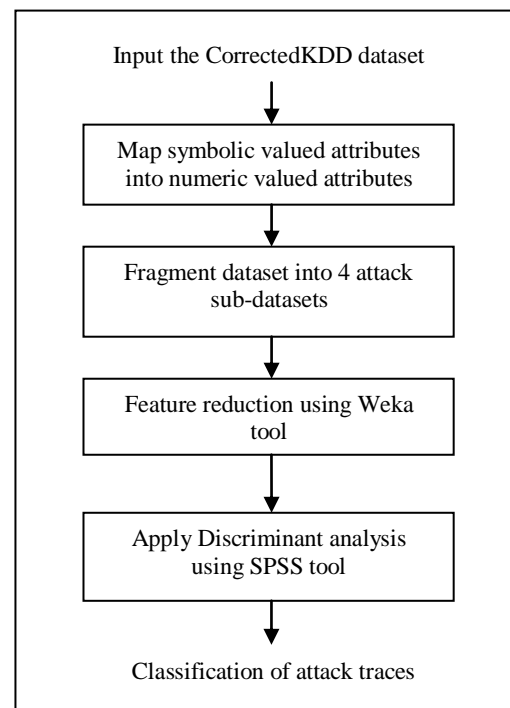 Input the CorrectedKDD dataset
Map symbolic valued attributes
into numeric valued attributes
Fragment dataset into 4 attack
sub-datasets
Feature reduction using Weka
tool
Apply Discriminant analysis
using SPSS tool
Classification of attack traces